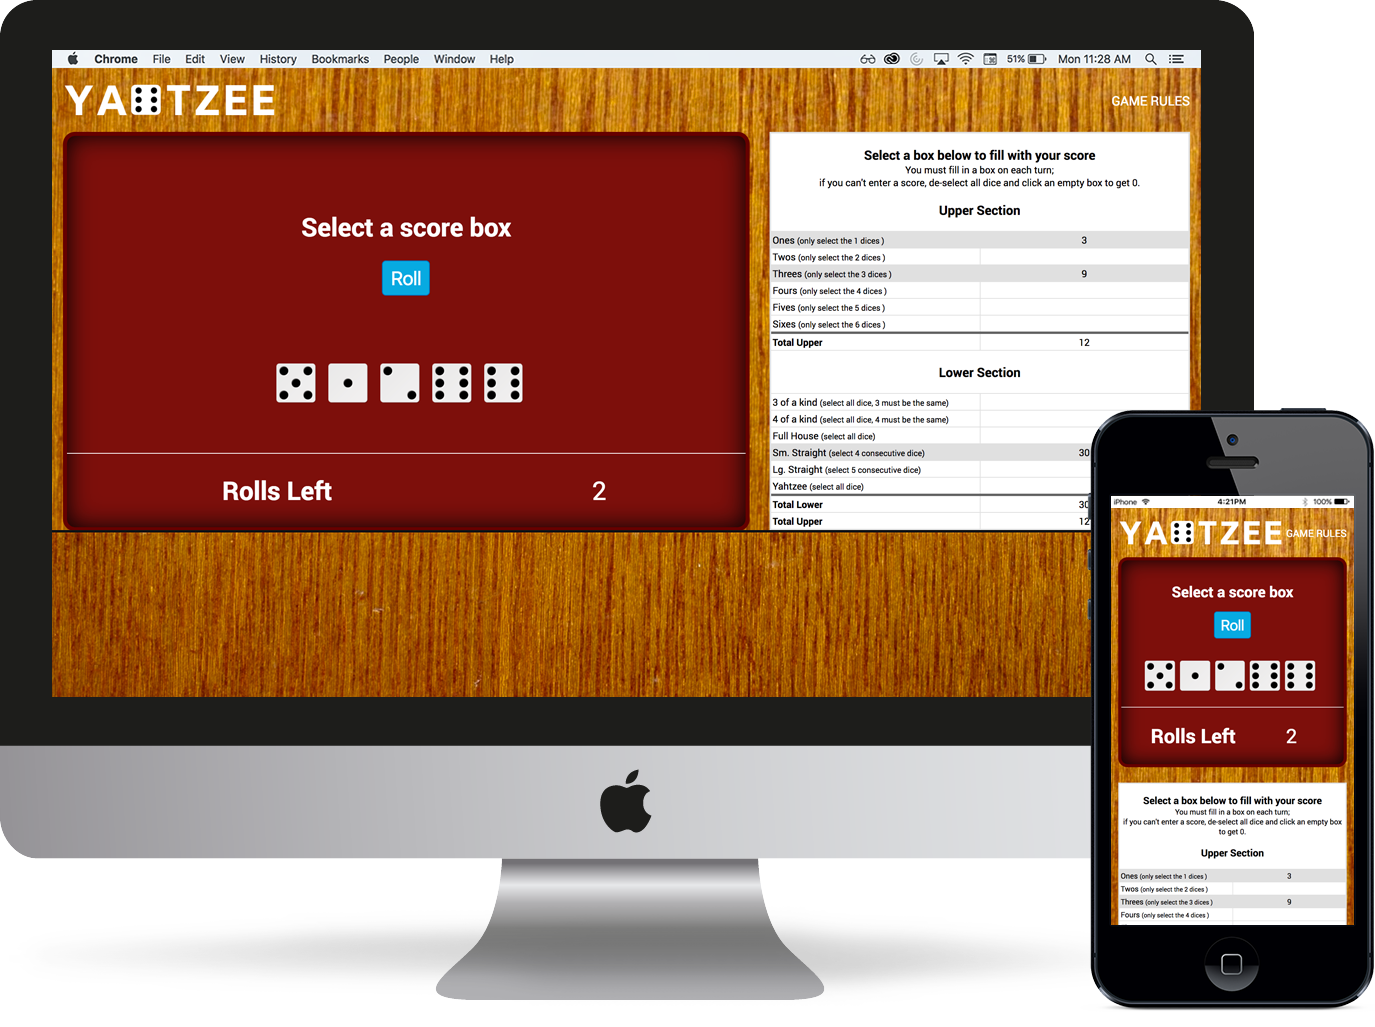 Chrome File Edit View History Bookmarks People Window Help 51% Mon 11:28 AM
YAHTZEE
GAME RULES
Select a score box
Roll
Rolls Left 2
Select a box below to fill with your score
You must fill in a box on each turn;
if you can't enter a score, de-select all dice and click an empty box to get 0.
Upper Section
Ones (only select the 1 dices ) 3
Twos (only select the 2 dices )
Threes (only select the 3 dices ) 9
Fours (only select the 4 dices )
Fives (only select the 5 dices )
Sixes (only select the 6 dices )
Total Upper 12
Lower Section
3 of a kind (select all dice, 3 must be the same)
4 of a kind (select all dice, 4 must be the same)
Full House (select all dice)
Sm. Straight (select 4 consecutive dice) 30
Lg. Straight (select 5 consecutive dice)
Yahtzee (select all dice)
Total Lower 30
Total Upper 12
iPhone 4:21PM 100%
YAHTZEE GAME RULES
Select a score box
Roll
Rolls Left 2
Select a box below to fill with your score
You must fill in a box on each turn;
if you can't enter a score, de-select all dice and click an empty box
to get 0.
Upper Section
Ones (only select the 1 dices ) 3
Twos (only select the 2 dices )
Threes (only select the 3 dices ) 9
Fours (only select the 4 dices )